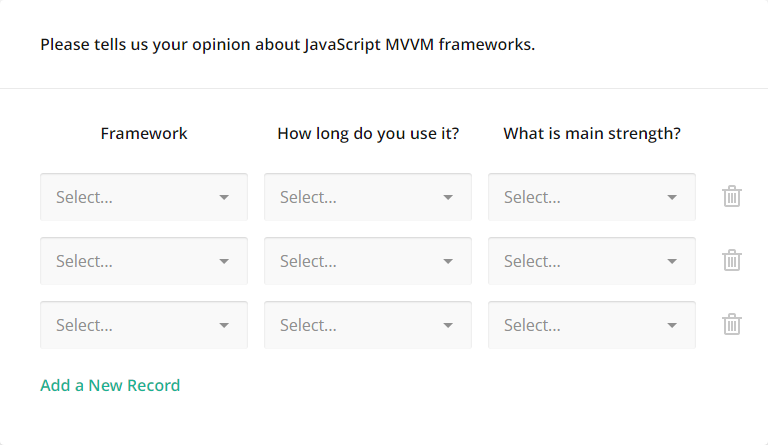 Please tells us your opinion about JavaScript MVVM frameworks.
Framework How long do you use it? What is main strength?
Select... Select... Select...
Select... Select... Select...
Select... Select... Select...
Add a New Record